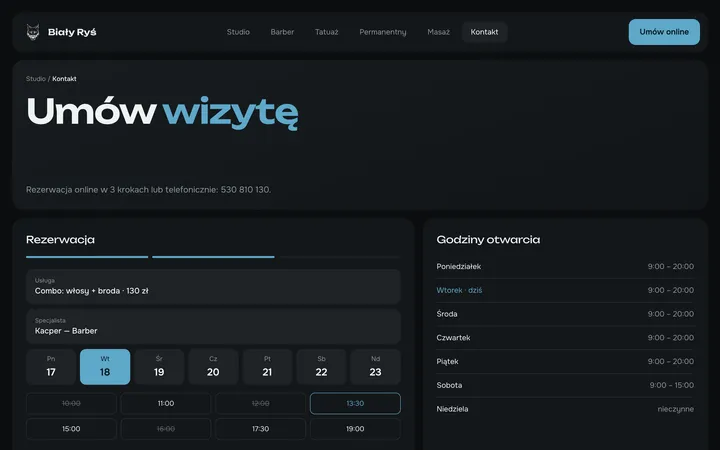 Biały Ryś
Studio Barber Tatuaż Permanentny Masaż Kontakt
Umów online
Studio / Kontakt
Umów wizytę
Rezerwacja online w 3 krokach lub telefonicznie: 530 810 130.
Rezerwacja
Usługa
Combo: włosy + broda · 130 zł
Specjalista
Kacper — Barber
Pn Wt Śr Cz Pt Sb Nd
17 18 19 20 21 22 23
10:00 11:00 12:00 13:30
15:00 16:00 17:30 19:00
Godziny otwarcia
Poniedziałek 9:00 – 20:00
Wtorek · dziś 9:00 – 20:00
Środa 9:00 – 20:00
Czwartek 9:00 – 20:00
Piątek 9:00 – 20:00
Sobota 9:00 – 15:00
Niedziela nieczynne